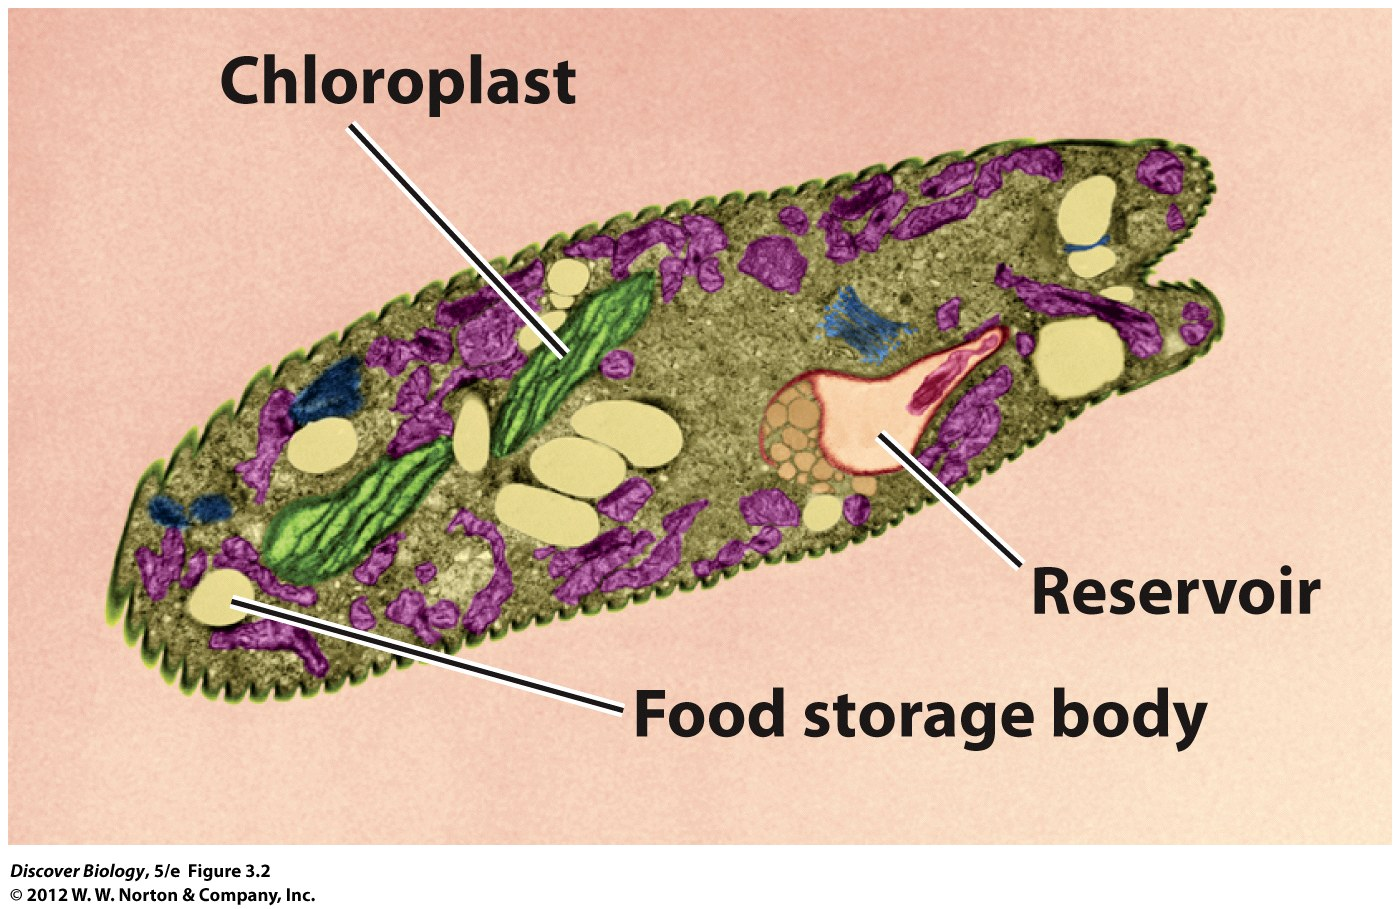 Chloroplast
Reservoir
Food storage body
Discover Biology, 5/e Figure 3.2
© 2012 W. W. Norton & Company, Inc.